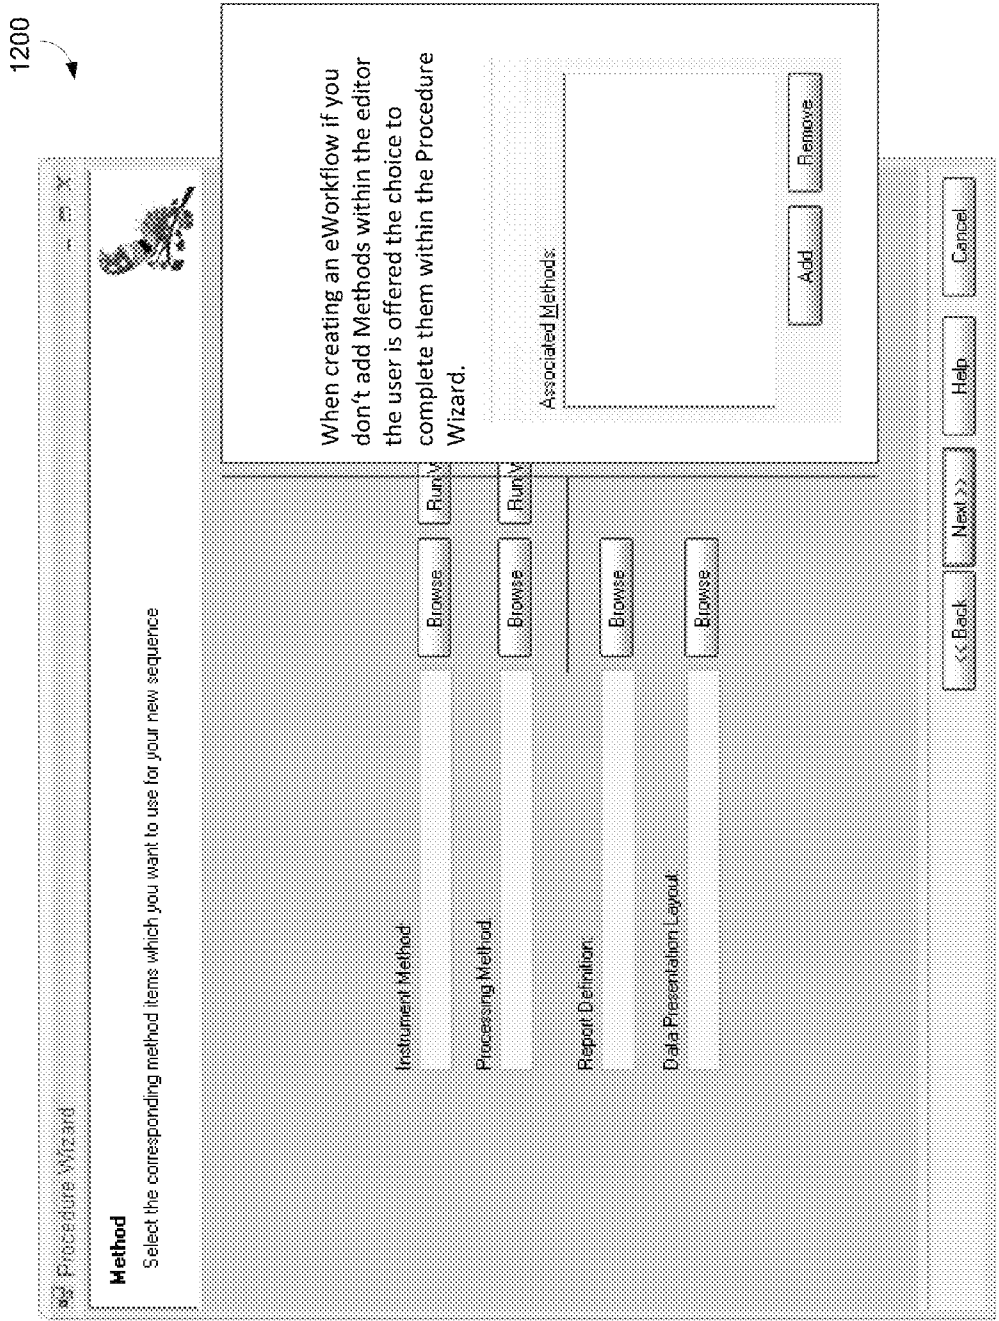 1200
Procedure Wizard
Method
Select the corresponding method items which you want to use for your new sequence
Instrument Method:
Browse
Run
Processing Method:
Browse
Run
Report Definition:
Browse
Data Presentation Layout:
Browse
When creating an eWorkflow if you
don't add Methods within the editor
the user is offered the choice to
complete them within the Procedure
Wizard.
Associated Methods:
Add
Remove
<< Back
Next >>
Help
Cancel